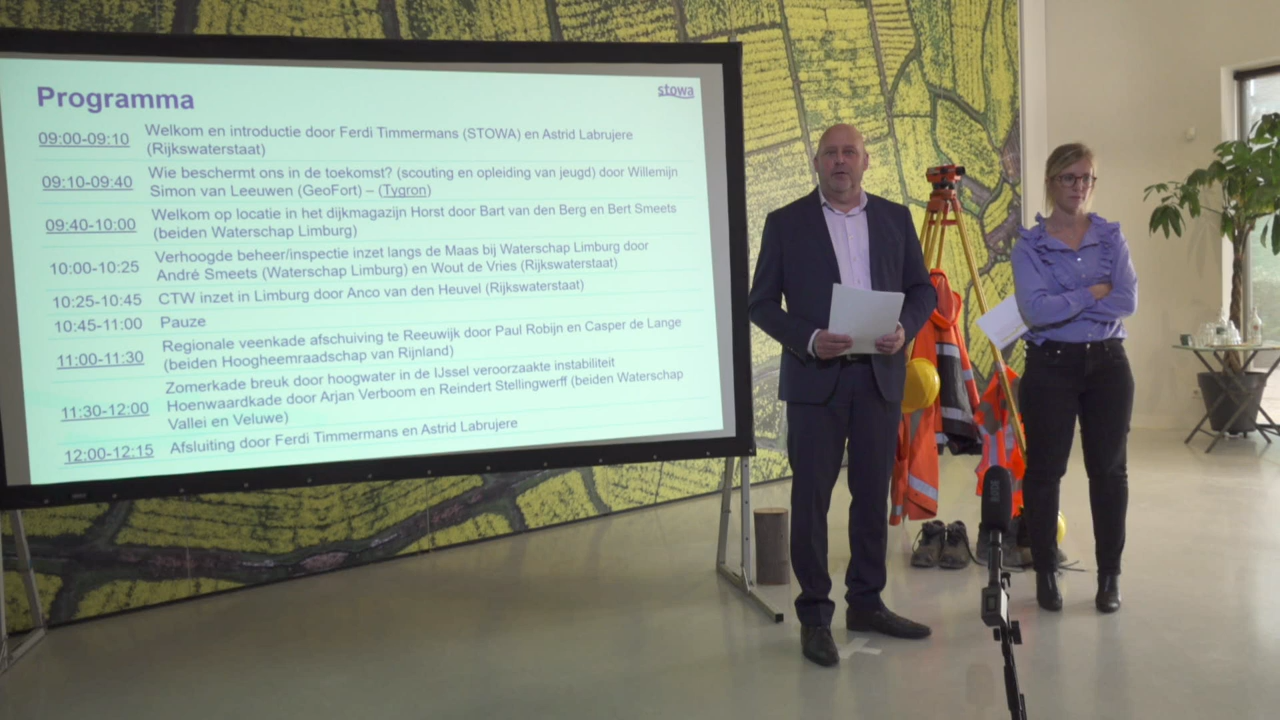 Programma
stowa
09:00-09:10 Welkom en introductie door Ferdi Timmermans (STOWA) en Astrid Labrujere
(Rijkswaterstaat)
09:10-09:40 Wie beschermt ons in de toekomst? (scouting en opleiding van jeugd) door Willemijn
Simon van Leeuwen (GeoFort) – (Tygron)
09:40-10:00 Welkom op locatie in het dijkmagazijn Horst door Bart van den Berg en Bert Smeets
(beiden Waterschap Limburg)
10:00-10:25 Verhoogde beheer/inspectie inzet langs de Maas bij Waterschap Limburg door
André Smeets (Waterschap Limburg) en Wout de Vries (Rijkswaterstaat)
10:25-10:45 CTW inzet in Limburg door Anco van den Heuvel (Rijkswaterstaat)
10:45-11:00 Pauze
11:00-11:30 Regionale veenkade afschuiving te Reeuwijk door Paul Robijn en Casper de Lange
(beiden Hoogheemraadschap van Rijnland)
11:30-12:00 Zomerkade breuk door hoogwater in de IJssel veroorzaakte instabiliteit
Hoenwaardkade door Arjan Verboom en Reindert Stellingwerff (beiden Waterschap
Vallei en Veluwe)
12:00-12:15 Afsluiting door Ferdi Timmermans en Astrid Labrujere
RODE